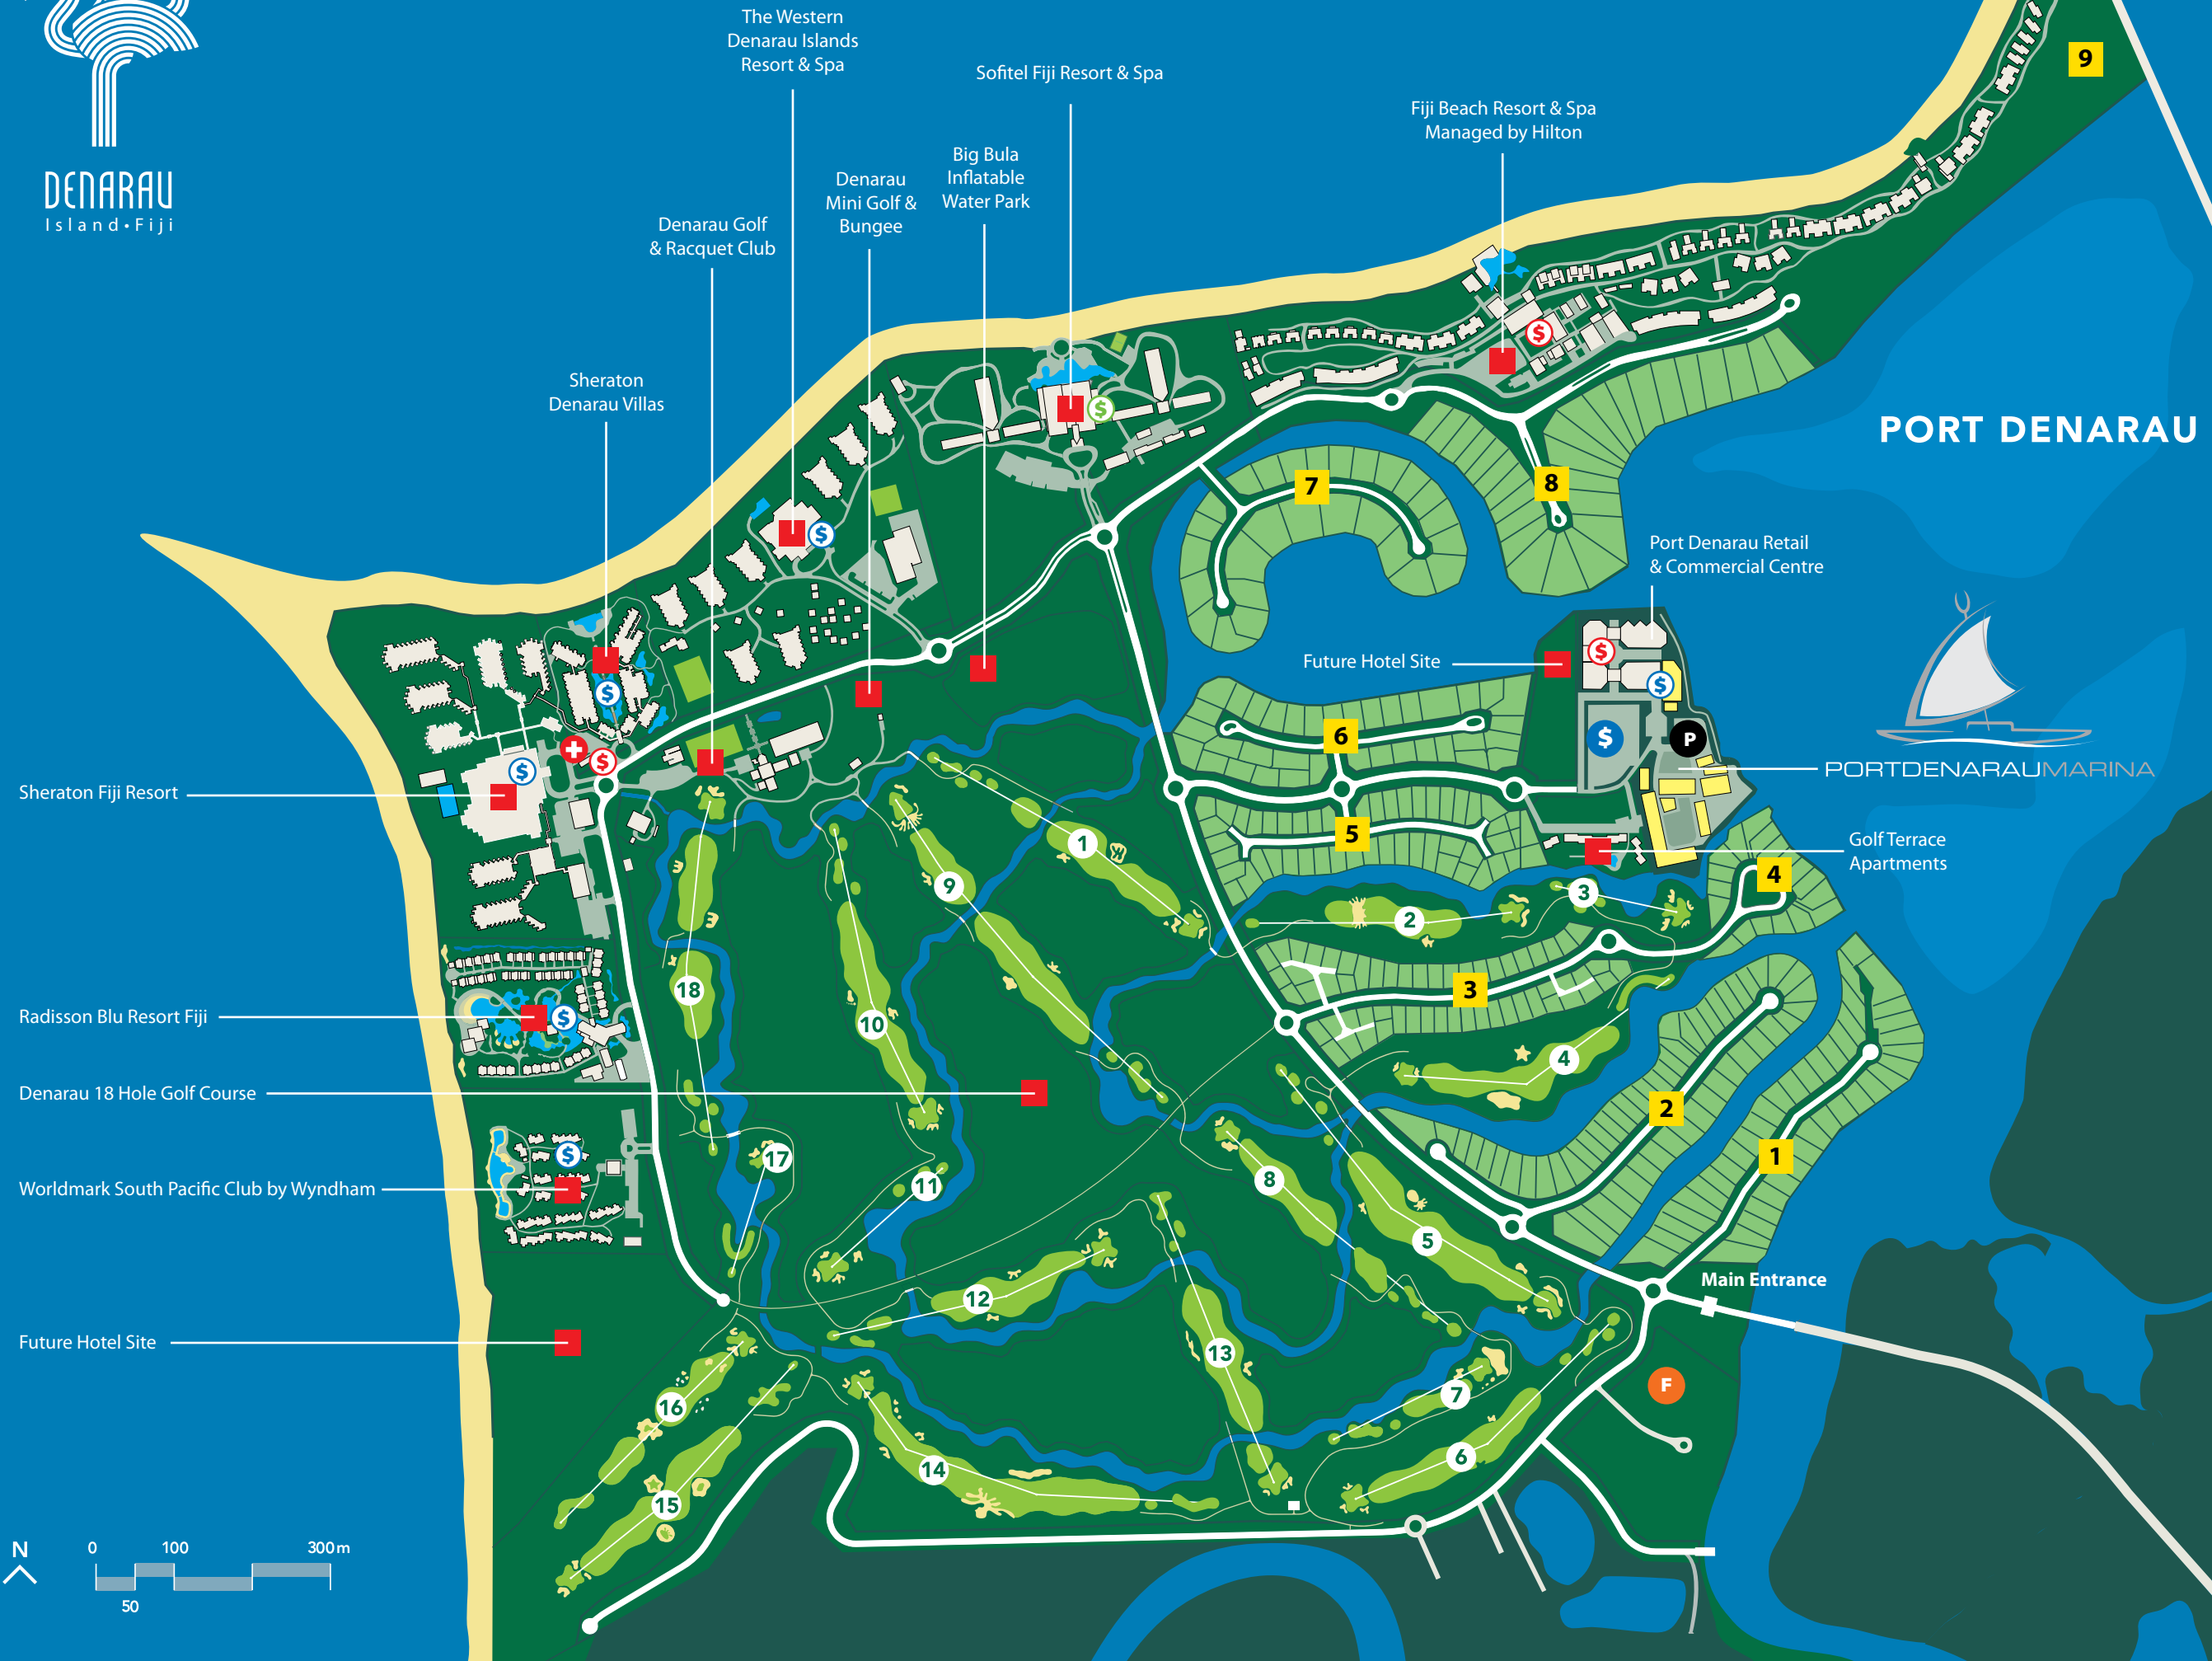 The Western
Denarau Islands
Resort & Spa
Sofitel Fiji Resort & Spa
9
Fiji Beach Resort & Spa
Managed by Hilton
Big Bula
Inflatable
Water Park
Denarau
Mini Golf &
Bungee
DENARAU
Island•Fiji
Denarau Golf
& Racquet Club
Sheraton
Denarau Villas
$
$
PORT DENARAU
7
8
$
Port Denarau Retail
& Commercial Centre
Future Hotel Site
$
$
$
6
$
P
$
$
PORTDENARAUMARINA
Sheraton Fiji Resort
5
1
Golf Terrace
Apartments
9
4
3
2
18
3
Radisson Blu Resort Fiji
$
10
4
Denarau 18 Hole Golf Course
2
17
$
1
Worldmark South Pacific Club by Wyndham
11
8
5
Main Entrance
12
Future Hotel Site
13
F
7
16
6
14
15
N
0
100
300m
50